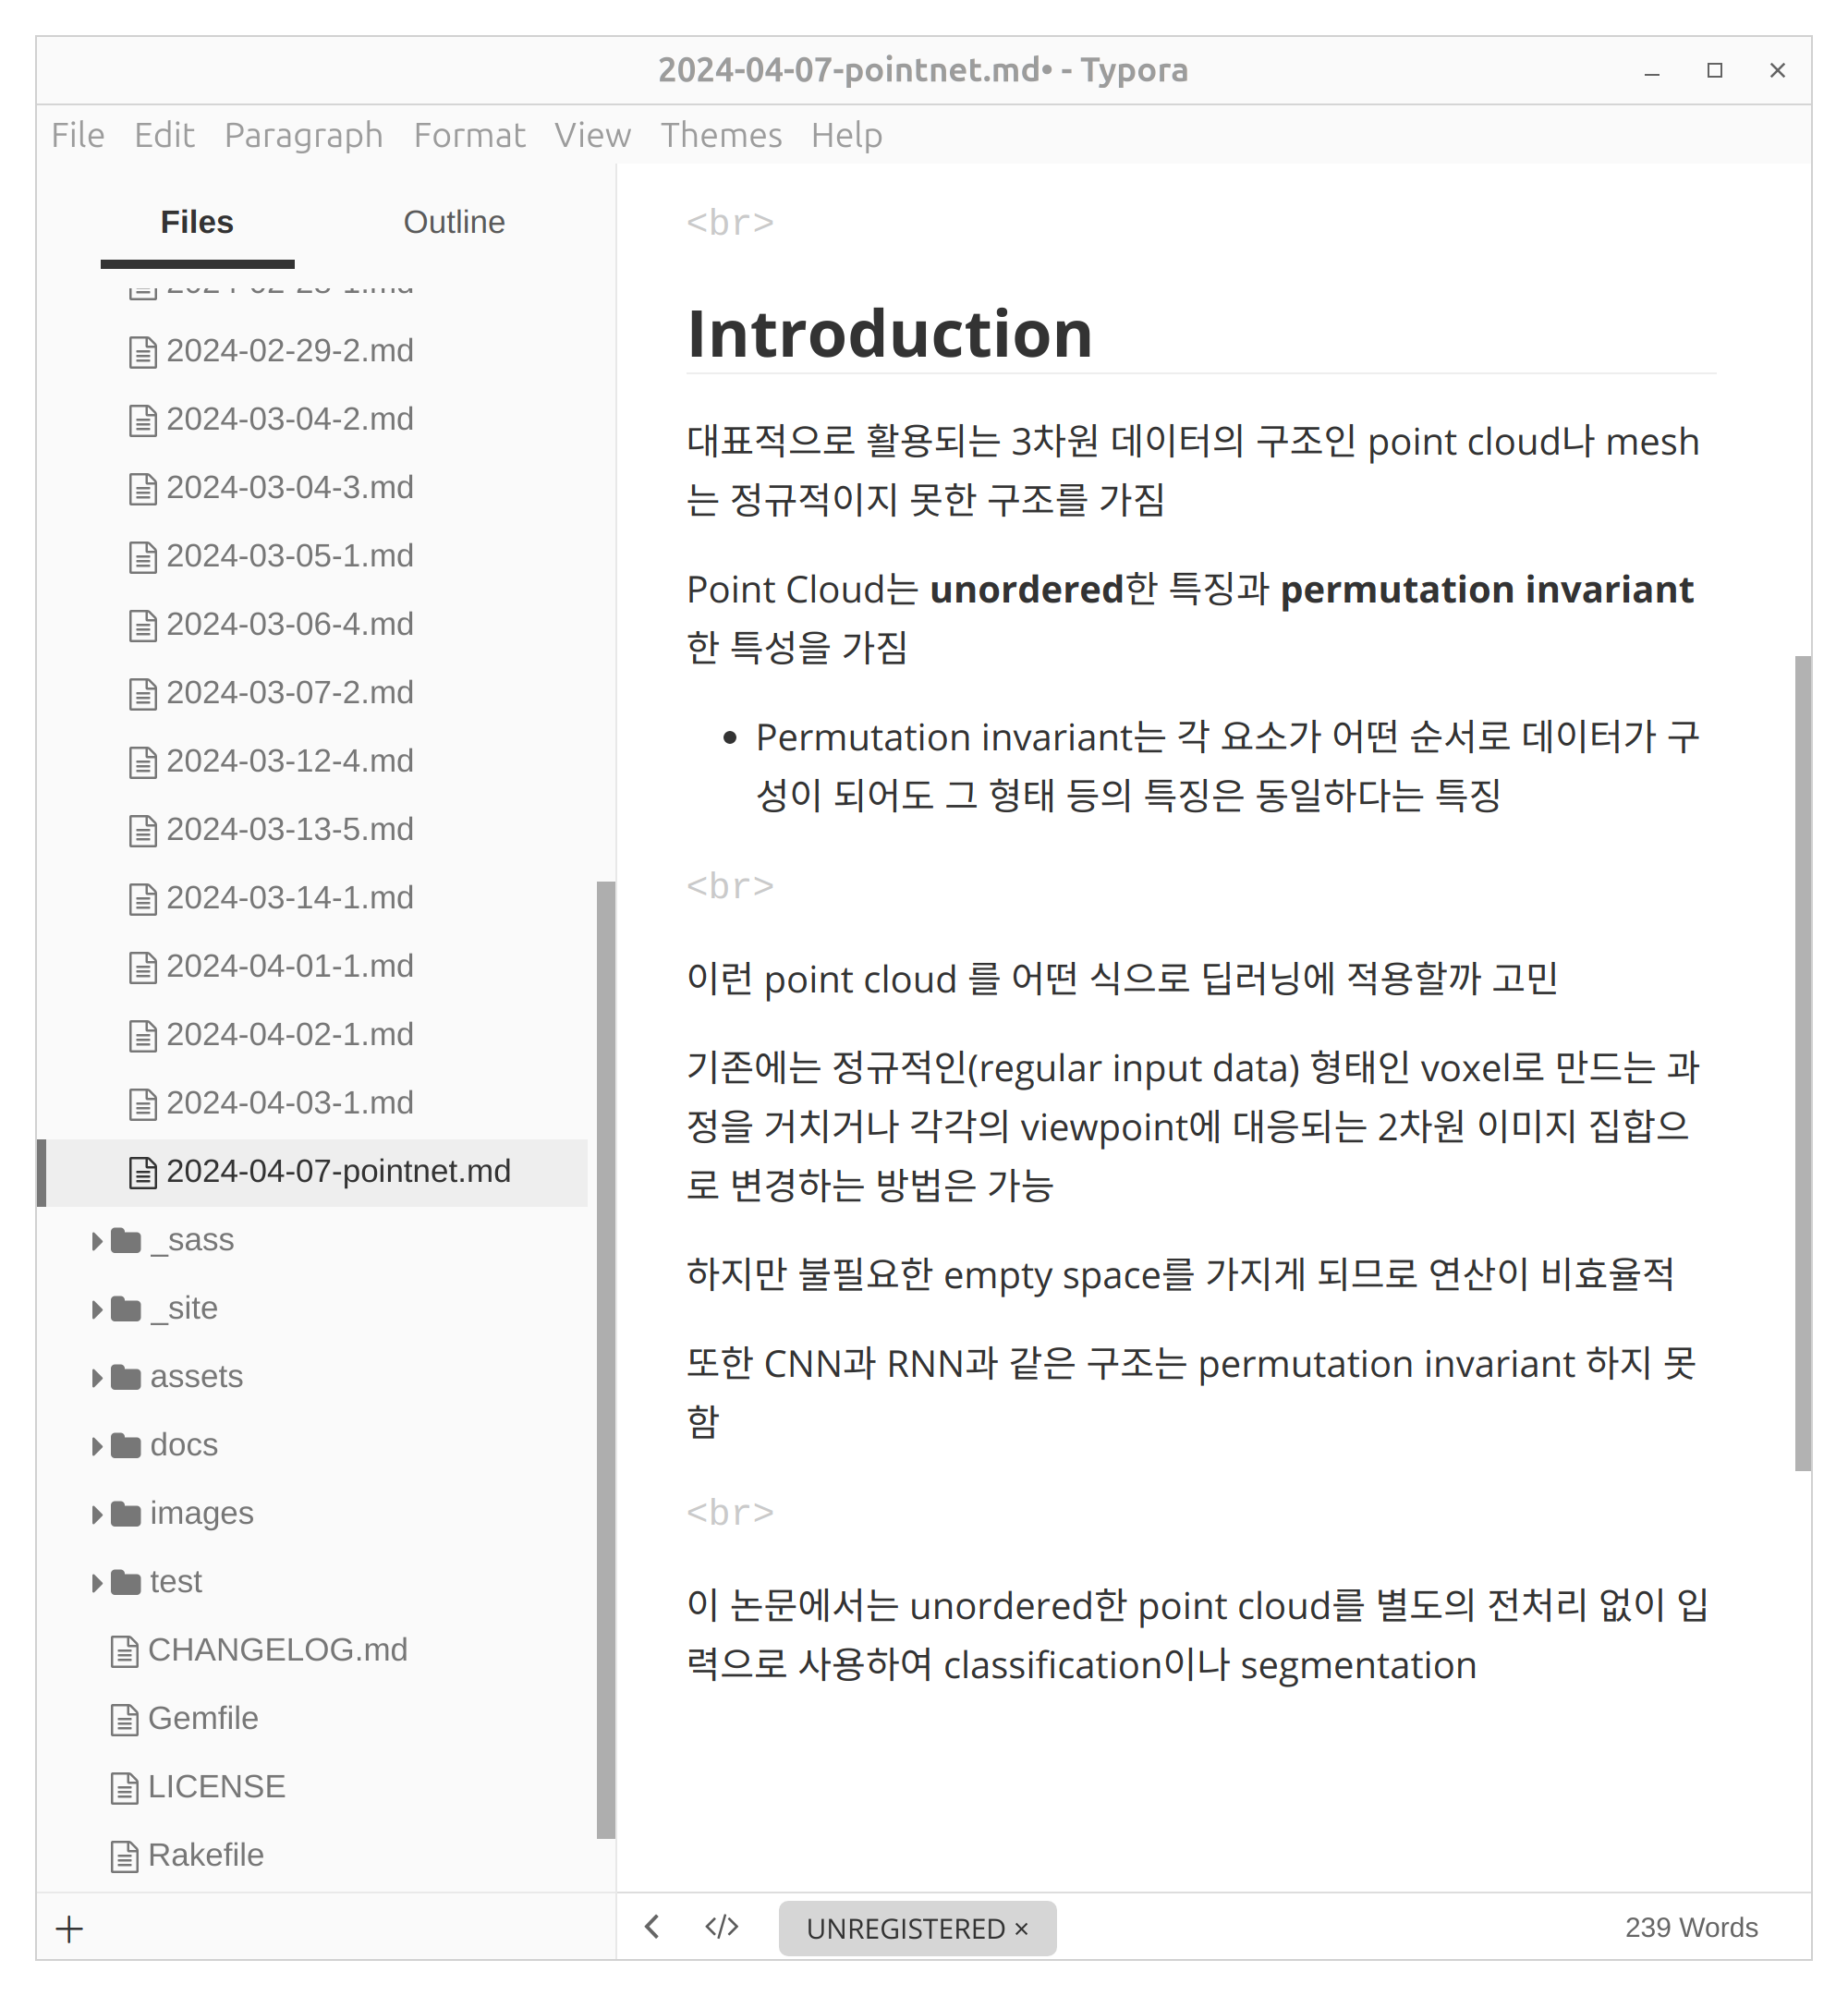 2024-04-07-pointnet.md• - Typora
File Edit Paragraph Format View Themes Help
Files Outline
2024-02-29-2.md
2024-03-04-2.md
2024-03-04-3.md
2024-03-05-1.md
2024-03-06-4.md
2024-03-07-2.md
2024-03-12-4.md
2024-03-13-5.md
2024-03-14-1.md
2024-04-01-1.md
2024-04-02-1.md
2024-04-03-1.md
2024-04-07-pointnet.md
_sass
_site
assets
docs
images
test
CHANGELOG.md
Gemfile
LICENSE
Rakefile
<br>
Introduction
대표적으로 활용되는 3차원 데이터의 구조인 point cloud나 mesh
는 정규적이지 못한 구조를 가짐
Point Cloud는 unordered한 특징과 permutation invariant
한 특성을 가짐
• Permutation invariant는 각 요소가 어떤 순서로 데이터가 구
성이 되어도 그 형태 등의 특징은 동일하다는 특징
<br>
이런 point cloud 를 어떤 식으로 딥러닝에 적용할까 고민
기존에는 정규적인(regular input data) 형태인 voxel로 만드는 과
정을 거치거나 각각의 viewpoint에 대응되는 2차원 이미지 집합으
로 변경하는 방법은 가능
하지만 불필요한 empty space를 가지게 되므로 연산이 비효율적
또한 CNN과 RNN과 같은 구조는 permutation invariant 하지 못
함
<br>
이 논문에서는 unordered한 point cloud를 별도의 전처리 없이 입
력으로 사용하여 classification이나 segmentation
UNREGISTERED ×
239 Words